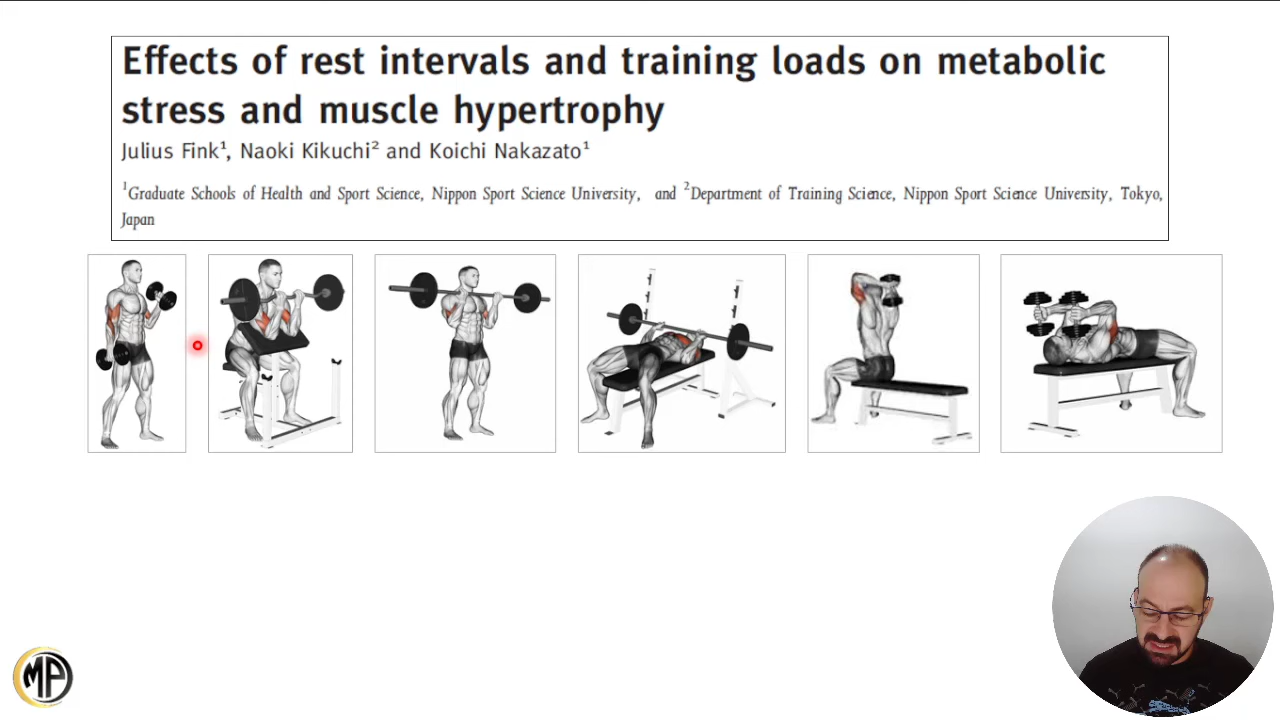 Effects of rest intervals and training loads on metabolic
stress and muscle hypertrophy
Julius Fink¹, Naoki Kikuchi² and Koichi Nakazato¹
¹Graduate Schools of Health and Sport Science, Nippon Sport Science University, and ²Department of Training Science, Nippon Sport Science University, Tokyo,
Japan
MP